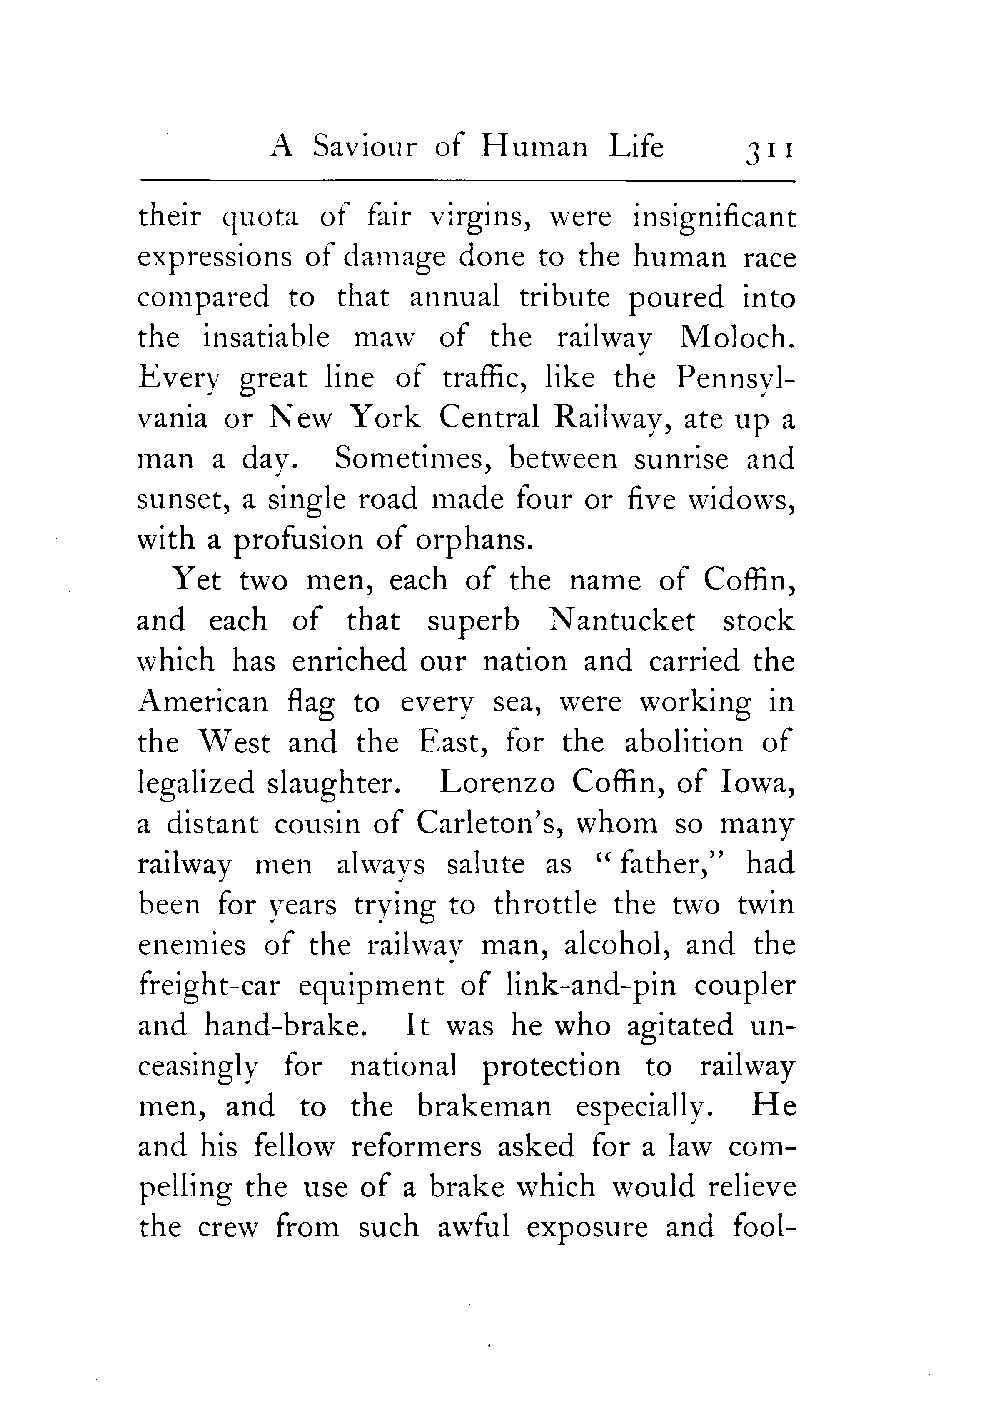 A Saviour of Human Life 311
their quota of fair virgins, were insignificant
expressions of damage done to the human race
compared to that annual tribute poured into
the insatiable maw of the railway Moloch.
Every great line of traffic, like the Pennsyl-
vania or New York Central Railway, ate up a
man a day. Sometimes, between sunrise and
sunset, a single road made four or five widows,
with a profusion of orphans.
Yet two men, each of the name of Coffin,
and each of that superb Nantucket stock
which has enriched our nation and carried the
American flag to every sea, were working in
the West and the East, for the abolition of
legalized slaughter. Lorenzo Coffin, of Iowa,
a distant cousin of Carleton's, whom so many
railway men always salute as "father," had
been for years trying to throttle the two twin
enemies of the railway man, alcohol, and the
freight-car equipment of link-and-pin coupler
and hand-brake. It was he who agitated un-
ceasingly for national protection to railway
men, and to the brakeman especially. He
and his fellow reformers asked for a law com-
pelling the use of a brake which would relieve
the crew from such awful exposure and fool-